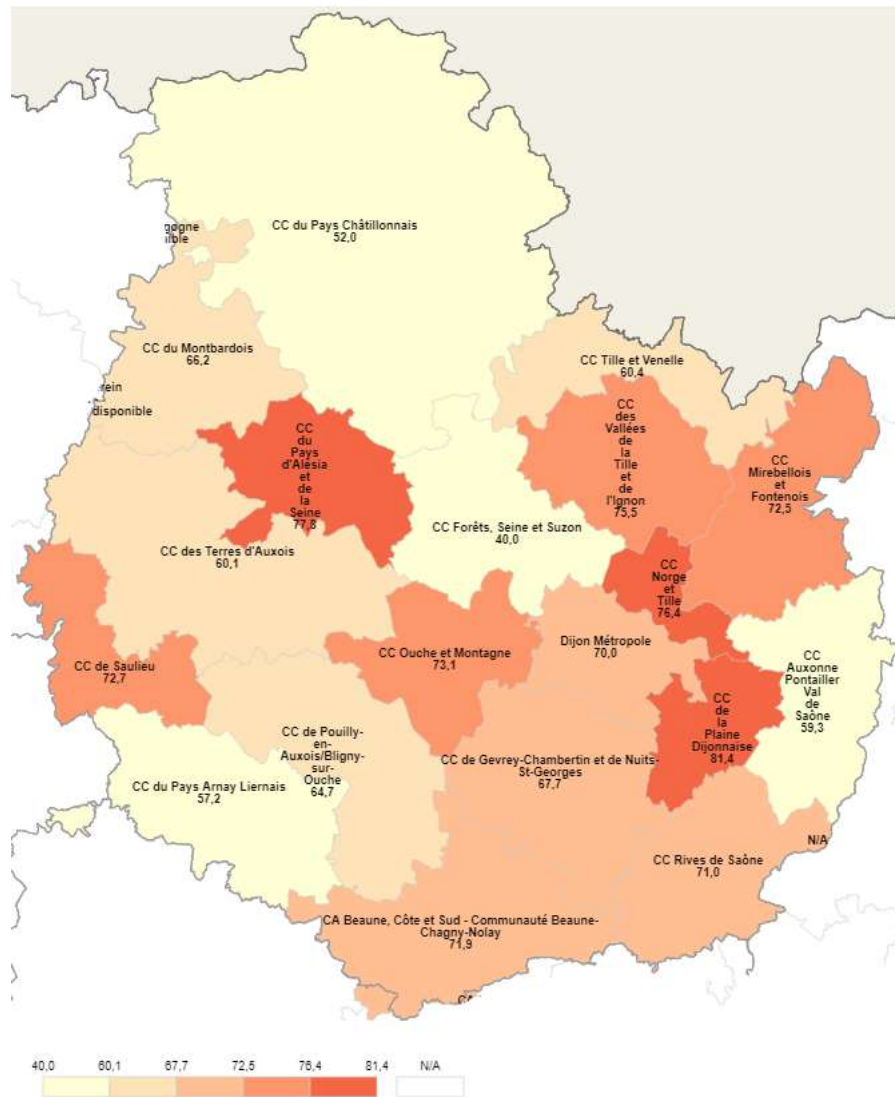 gogne
ible
CC du Pays Châtillonnais
52,0
CC du Montbardois
66,2
CC Tille et Venelle
60,4
rein
disponible
CC
du
Pays
d'Alésia
et
de
la
Seine
77,8
CC
des
Vallées
de
la
Tille
et
de
l'Ignon
75,5
CC
Mirebellois
et
Fontenois
72,5
CC Forêts, Seine et Suzon
40,0
CC des Terres d'Auxois
60,1
CC
Norge
et
Tille
76,4
CC de Saulieu
72,7
CC Ouche et Montagne
73,1
Dijon Métropole
70,0
CC
Auxonne
Pontailler
Val
de
Saône
59,3
CC
de
la
Plaine
Dijonnaise
81,4
CC de Pouilly-
en-
Auxois/Bligny-
sur-
Ouche
64,7
CC de Gevrey-Chambertin et de Nuits-
St-Georges
67,7
CC du Pays Arnay Liernais
57,2
N/A
CC Rives de Saône
71,0
CA Beaune, Côte et Sud - Communauté Beaune-
Chagny-Nolay
71,9
40,0 60,1 67,7 72,5 76,4 81,4 N/A